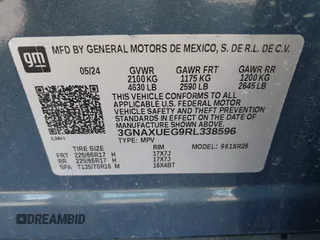 gm MFD BY GENERAL MOTORS DE MEXICO, S. DE R.L. DE C.V.
05/24 GVWR GAWR FRT GAWR RR
2100 KG 1175 KG 1200 KG
4630 LB 2590 LB 2645 LB
THIS VEHICLE CONFORMS TO ALL APPLICABLE U.S.
FEDERAL MOTOR VEHICLE SAFETY, BUMPER, AND THEFT
PREVENTION STANDARDS IN EFFECT ON THE DATE OF
MANUFACTURE SHOWN ABOVE.
3GNAXUEG9RL338596
TYPE: MPV MODEL: 961XR26
TIRE SIZE RIM
FRT 225/65R17 H 17X7J
RR 225/65R17 H 17X7J
SPA T135/70R16 M 16X4BT
DREAMBID